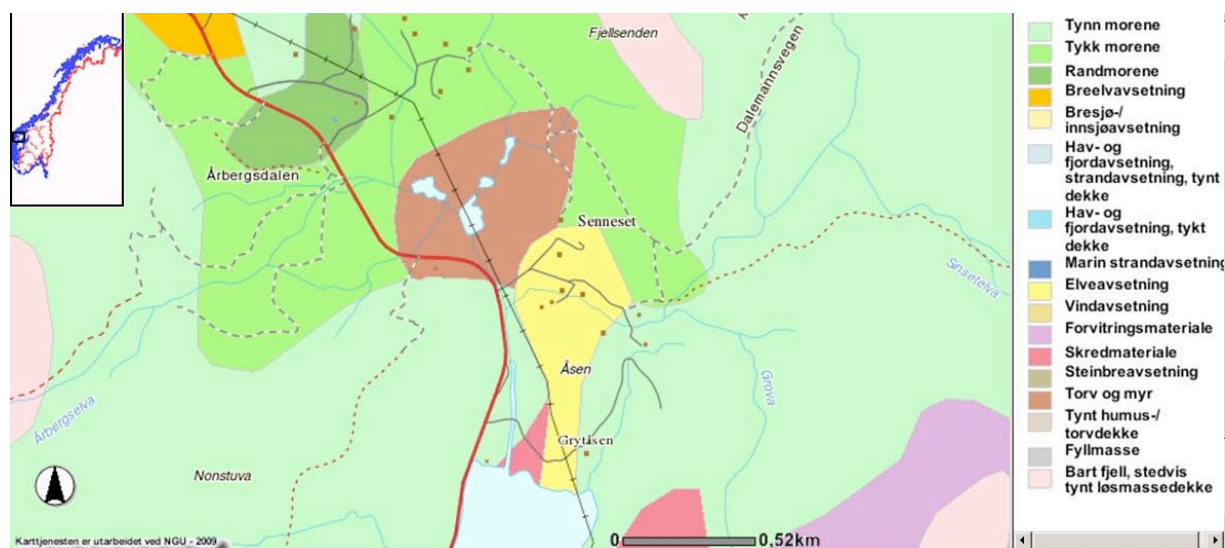 Fjellsenden
Dalemannsvegen
Årbergsdalen
Senneset
Sinsetelva
Åsen
Grova
Årbergselva
Grytåsen
Nonstuva
0 0,52km
Karttjenesten er utarbeidet ved NGU - 2009
Tynn morene
Tykk morene
Randmorene
Breelvavsetning
Bresjø-/
innsjøavsetning
Hav- og
fjordavsetning,
strandavsetning, tynt
dekke
Hav- og
fjordavsetning, tykt
dekke
Marin strandavsetning
Elveavsetning
Vindavsetning
Forvitringsmateriale
Skredmateriale
Steinbreavsetning
Torv og myr
Tynt humus-/
torvdekke
Fyllmasse
Bart fjell, stedvis
tynt løsmassedekke